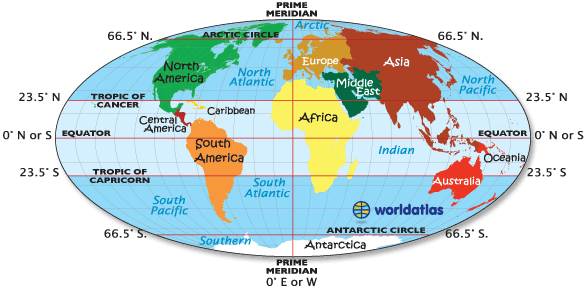 PRIME
MERIDIAN
Arctic
66.5° N.
ARCTIC CIRCLE
66.5° N.
North
America
North
Atlantic
Europe
Asia
Middle
East
North
Pacific
23.5° N
TROPIC OF
CANCER
23.5° N
Caribbean
Central
America
Africa
0° N or S
EQUATOR
EQUATOR
0° N or S
South
America
Indian
Oceania
23.5° S
TROPIC OF
CAPRICORN
Australia
23.5° S
South
Pacific
South
Atlantic
worldatlas
66.5° S.
Southern
ANTARCTIC CIRCLE
66.5° S.
Antarctica
PRIME
MERIDIAN
0° E or W